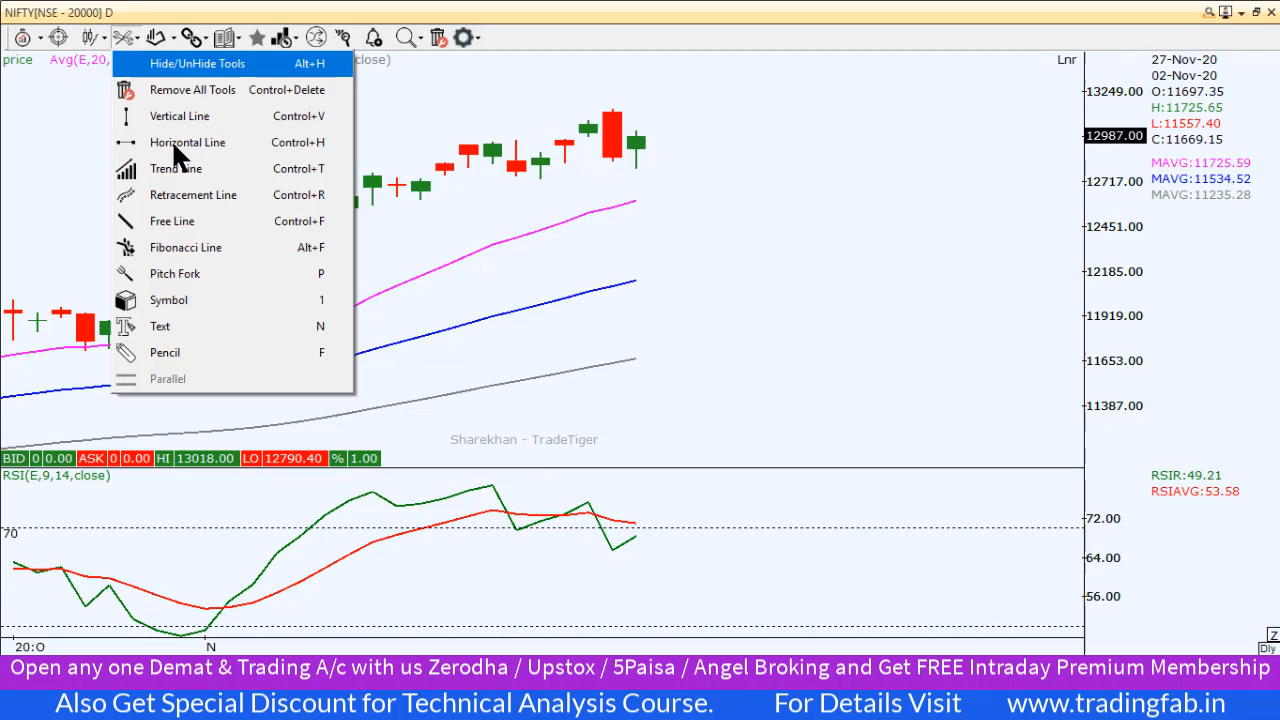 NIFTY[NSE - 20000] D
price Avg(E,20, close)
Lnr
27-Nov-20
02-Nov-20
O:11697.35
H:11725.65
L:11557.40
C:11669.15
MAVG:11725.59
MAVG:11534.52
MAVG:11235.28
Hide/UnHide Tools Alt+H
Remove All Tools Control+Delete
Vertical Line Control+V
Horizontal Line Control+H
Trend Line Control+T
Retracement Line Control+R
Free Line Control+F
Fibonacci Line Alt+F
Pitch Fork P
Symbol 1
Text N
Pencil F
Parallel
13249.00
12987.00
12717.00
12451.00
12185.00
11919.00
11653.00
11387.00
Sharekhan - TradeTiger
BID 0 0.00 ASK 0 0.00 HI 13018.00 LO 12790.40 % 1.00
RSI(E,9,14,close)
RSIR:49.21
RSIAVG:53.58
70
72.00
64.00
56.00
20:O N
Z
Dly
Open any one Demat & Trading A/c with us Zerodha / Upstox / 5Paisa / Angel Broking and Get FREE Intraday Premium Membership
Also Get Special Discount for Technical Analysis Course. For Details Visit www.tradingfab.in